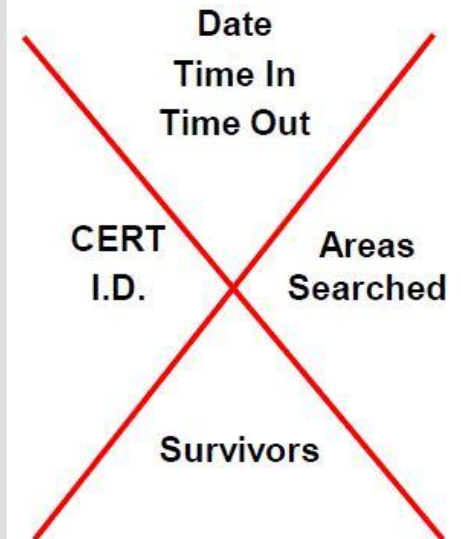 Date
Time In
Time Out
CERT
I.D.
Areas
Searched
Survivors